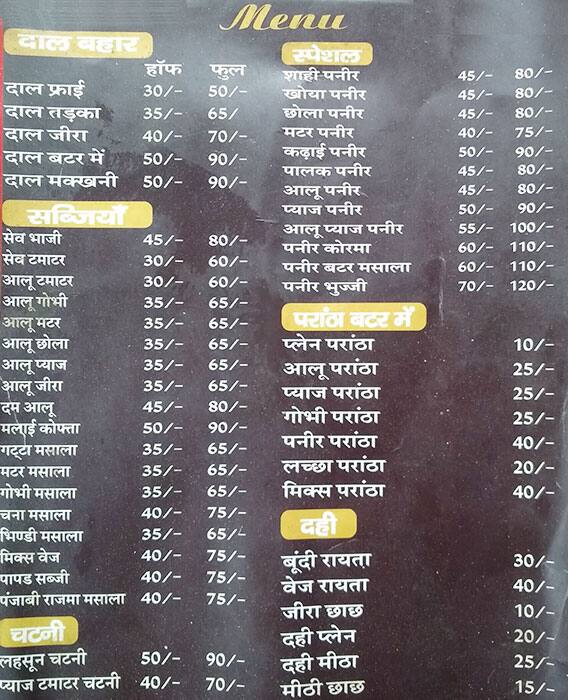 Menu
दाल बहार
हॉफ फुल
दाल फ्राई 30/- 50/-
दाल तड़का 35/- 65/
दाल जीरा 40/- 70/-
दाल बटर में 50/- 90/-
दाल मक्खनी 50/- 90/-
सब्जियाँ
सेव भाजी 45/- 80/-
सेव टमाटर 30/- 60/-
आलू टमाटर 30/- 60/-
आलू गोभी 35/- 65/-
आलू मटर 35/- 65/-
आलू छोला 35/- 65/-
आलू प्याज 35/- 65/-
आलू जीरा 35/- 65/-
दम आलू 45/- 80/-
मलाई कोफ्ता 50/- 90/-
गट्टा मसाला 35/- 65/-
मटर मसाला 35/- 65/-
गोभी मसाला 35/- 65/-
चना मसाला 40/- 75/-
भिण्डी मसाला 35/- 65/-
मिक्स वेज 40/- 75/-
पापड सब्जी 40/- 75/-
पंजाबी राजमा मसाला 40/- 75/-
चटनी
लहसून चटनी 50/- 90/-
प्याज टमाटर चटनी 40/- 70/-
स्पेशल
शाही पनीर 45/- 80/-
खोया पनीर 45/- 80/-
छोला पनीर 45/- 80/-
मटर पनीर 40/- 75/-
कढ़ाई पनीर 50/- 90/-
पालक पनीर 45/- 80/-
आलू पनीर 45/- 80/-
प्याज पनीर 50/- 90/-
आलू प्याज पनीर 55/- 100/-
पनीर कोरमा 60/- 110/-
पनीर बटर मसाला 60/- 110/-
पनीर भुज्जी 70/- 120/-
परांठा बटर में
प्लेन परांठा 10/-
आलू परांठा 25/-
प्याज परांठा 25/-
गोभी परांठा 25/-
पनीर परांठा 40/-
लच्छा परांठा 20/-
मिक्स परांठा 40/-
दही
बूंदी रायता 30/-
वेज रायता 40/-
जीरा छाछ 10/-
दही प्लेन 20/-
दही मीठा 25/-
मीठी छाछ 15/-